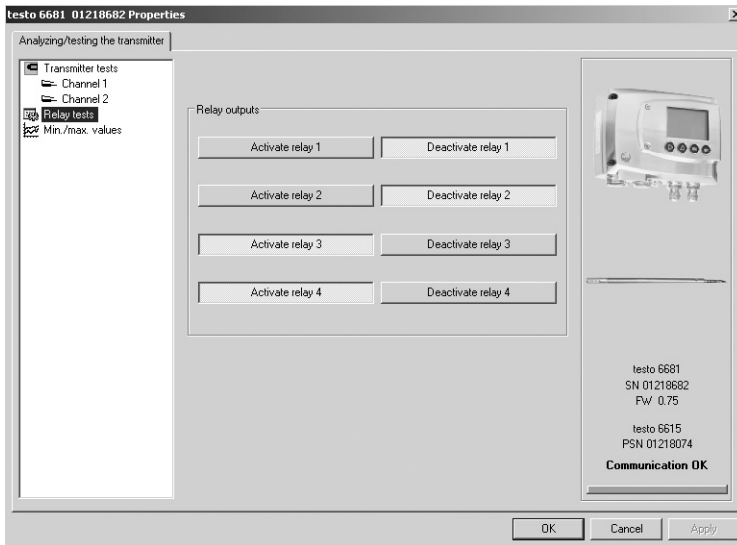 testo 6681 01218682 Properties
Analyzing/testing the transmitter
Transmitter tests
Channel 1
Channel 2
Relay tests
Min./max. values
Relay outputs
Activate relay 1 Deactivate relay 1
Activate relay 2 Deactivate relay 2
Activate relay 3 Deactivate relay 3
Activate relay 4 Deactivate relay 4
testo 6681
SN 01218682
FW 0.75
testo 6615
PSN 01218074
Communication OK
OK Cancel Apply